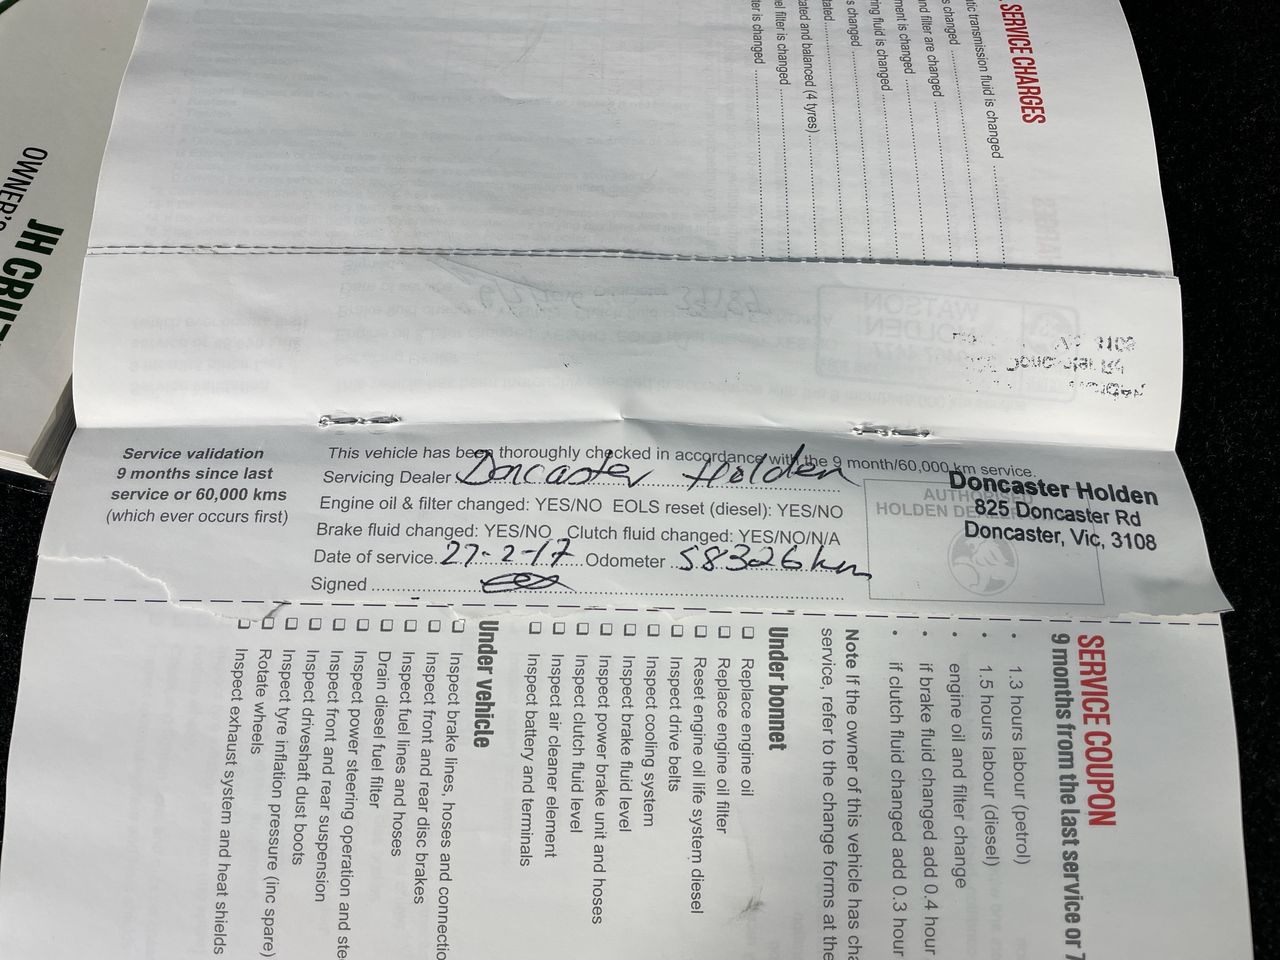 SERVICE CHARGES
transmission fluid is changed
s changed
nd filter are changed
ment is changed
ring fluid is changed
s changed
ated
ated and balanced (4 tyres)
el filter is changed
ter is changed
OWNER'S
JH CRUZ
Service validation
9 months since last
service or 60,000 kms
(which ever occurs first)
This vehicle has been thoroughly checked in accordance with the 9 month/60,000 km service.
Servicing Dealer Doncaster Holden
Engine oil & filter changed: YES/NO EOLS reset (diesel): YES/NO
Brake fluid changed: YES/NO Clutch fluid changed: YES/NO/N/A
Date of service 27-2-17 Odometer 58326km
Signed
AUTHORISED
HOLDEN DEALER
Doncaster Holden
825 Doncaster Rd
Doncaster, Vic, 3108
SERVICE COUPON
9 months from the last service or 7
• 1.3 hours labour (petrol)
• 1.5 hours labour (diesel)
• engine oil and filter change
• if brake fluid changed add 0.4 hour
• if clutch fluid changed add 0.3 hour
Note If the owner of this vehicle has cha
service, refer to the change forms at the
Under bonnet
Replace engine oil
Replace engine oil filter
Reset engine oil life system diesel
Inspect drive belts
Inspect cooling system
Inspect brake fluid level
Inspect power brake unit and hoses
Inspect clutch fluid level
Inspect air cleaner element
Inspect battery and terminals
Under vehicle
Inspect brake lines, hoses and connectio
Inspect front and rear disc brakes
Inspect fuel lines and hoses
Drain diesel fuel filter
Inspect power steering operation and ste
Inspect front and rear suspension
Inspect driveshaft dust boots
Inspect tyre inflation pressure (inc spare)
Rotate wheels
Inspect exhaust system and heat shields